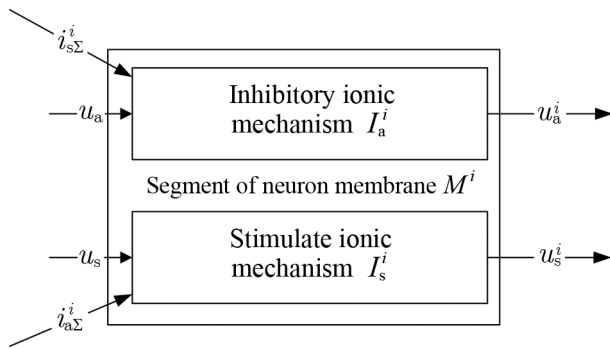 i_{sΣ}^{i}
Inhibitory ionic
u_a
mechanism I_a^i
u_a^i
Segment of neuron membrane M^i
Stimulate ionic
u_s
mechanism I_s^i
u_s^i
i_{aΣ}^{i}